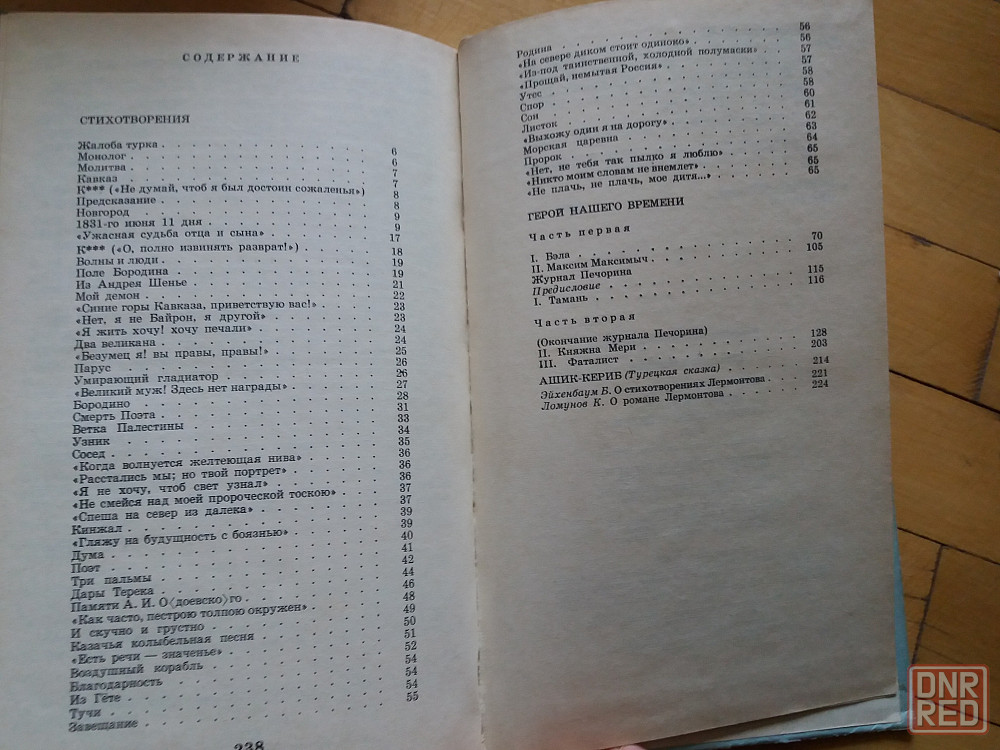 СОДЕРЖАНИЕ
СТИХОТВОРЕНИЯ
Жалоба турка 6
Монолог 6
Молитва 7
Кавказ 7
К*** («Не думай, чтоб я был достоин сожаленья») 8
Предсказание 8
Новгород 9
1831-го июня 11 дня 9
«Ужасная судьба отца и сына» 17
К*** («О, полно извинять разврат!») 18
Волны и люди 19
Поле Бородина 19
Из Андрея Шенье 21
Мой демон 22
«Синие горы Кавказа, приветствую вас!» 23
«Нет, я не Байрон, я другой» 23
«Я жить хочу! хочу печали» 24
Два великана 24
«Безумец я! вы правы, правы!» 25
Парус 26
Умирающий гладиатор 26
«Великий муж! Здесь нет награды» 27
Бородино 28
Смерть Поэта 31
Ветка Палестины 33
Узник 34
Сосед 35
«Когда волнуется желтеющая нива» 36
«Расстались мы; но твой портрет» 36
«Я не хочу, чтоб свет узнал» 36
«Не смейся над моей пророческой тоскою» 37
«Спеша на север из далека» 37
Кинжал 39
«Гляжу на будущность с боязнью» 39
Дума 40
Поэт 41
Три пальмы 42
Дары Терека 44
Памяти А. И. О〈доевско〉го 46
«Как часто, пестрою толпою окружен» 48
И скучно и грустно 49
Казачья колыбельная песня 50
«Есть речи — значенье» 51
Воздушный корабль 52
Благодарность 54
Из Гёте 54
Тучи 54
Завещание 55
238
Родина 56
«На севере диком стоит одиноко» 56
«Из-под таинственной, холодной полумаски» 57
«Прощай, немытая Россия» 57
Утес 58
Спор 58
Сон 60
Листок 61
«Выхожу один я на дорогу» 62
Морская царевна 63
Пророк 64
«Нет, не тебя так пылко я люблю» 65
«Никто моим словам не внемлет» 65
«Не плачь, не плачь, мое дитя...» 65
ГЕРОЙ НАШЕГО ВРЕМЕНИ
Часть первая
I. Бэла 70
II. Максим Максимыч 105
Журнал Печорина
Предисловие 115
I. Тамань 116
Часть вторая
(Окончание журнала Печорина)
II. Княжна Мери 128
III. Фаталист 203
АШИК-КЕРИБ (Турецкая сказка) 214
Эйхенбаум Б. О стихотворениях Лермонтова 221
Ломунов К. О романе Лермонтова 224
DNR
RED